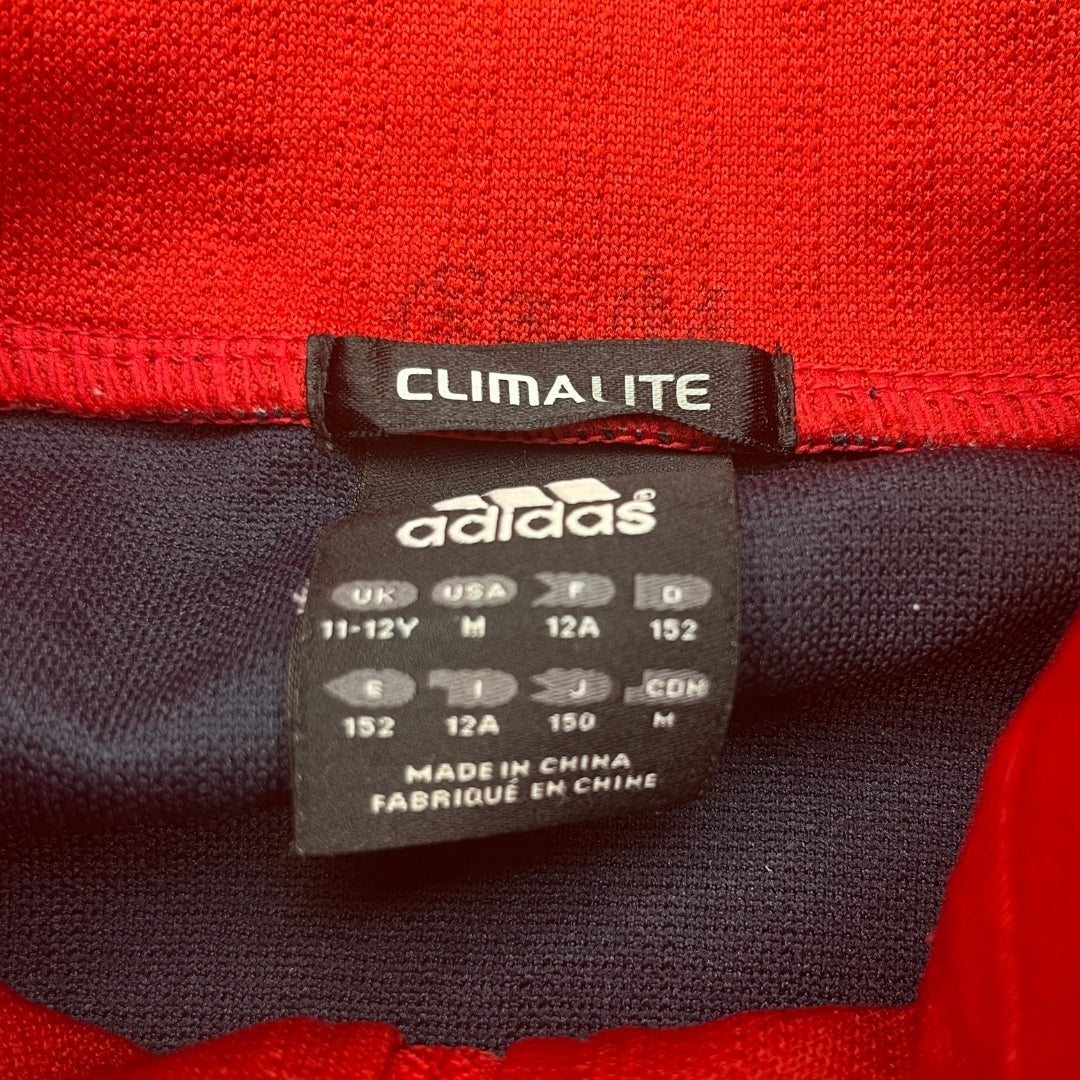 CLIMALITE
adidas®
UK USA F D
11-12Y M 12A 152
E I J CDN
152 12A 150 M
MADE IN CHINA
FABRIQUÉ EN CHINE